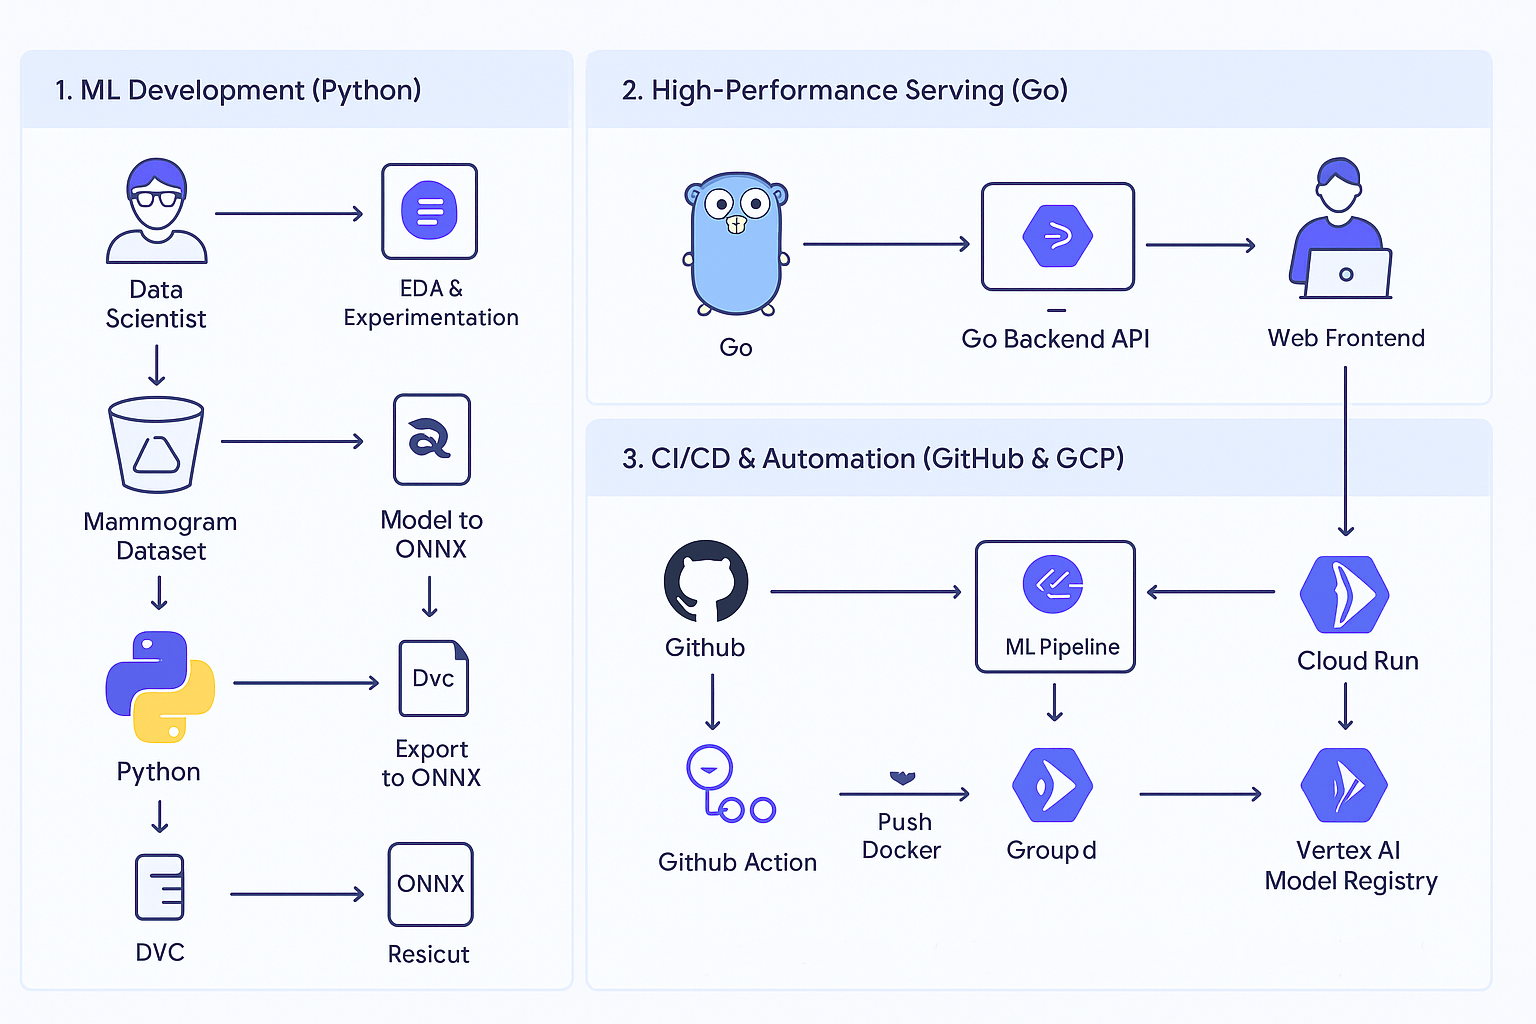 1. ML Development (Python)
Data
Scientist
EDA &
Experimentation
Mammogram
Dataset
Model to
ONNX
Python
Dvc
Export
to ONNX
DVC
ONNX
Resicut
2. High-Performance Serving (Go)
Go
Go Backend API
Web Frontend
3. CI/CD & Automation (GitHub & GCP)
Github
ML Pipeline
Cloud Run
Github Action
Push
Docker
Groupd
Vertex AI
Model Registry